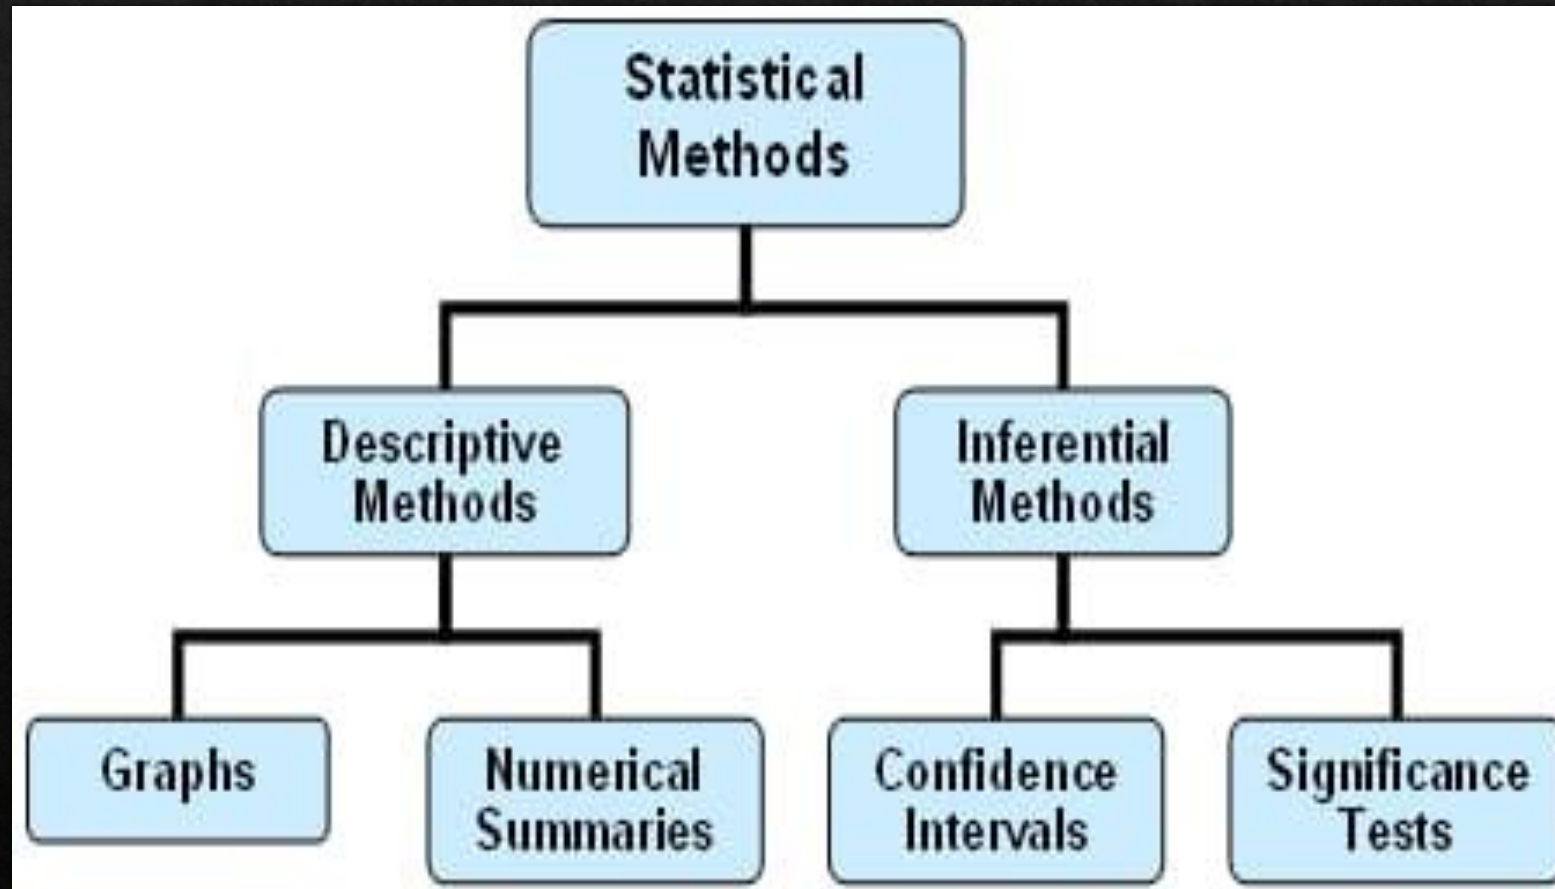 Statistical
Methods
Descriptive
Methods
Inferential
Methods
Graphs
Numerical
Summaries
Confidence
Intervals
Significance
Tests